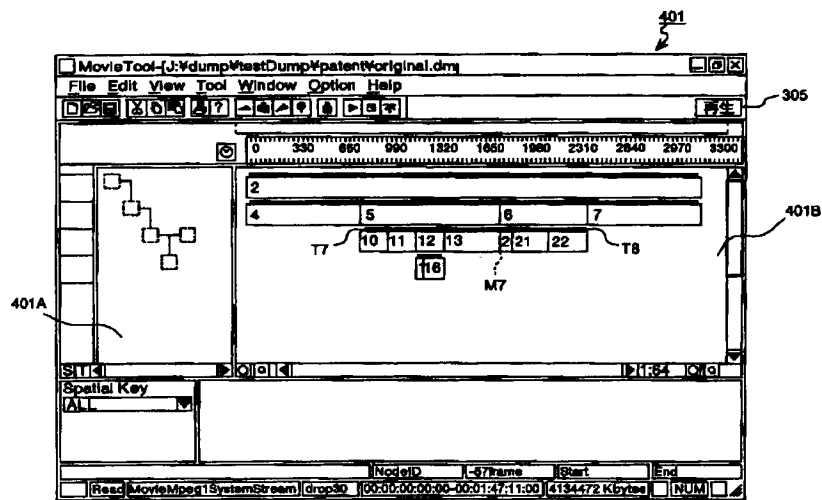 401
MovieTool-[J:¥dump¥testDump¥patent¥original.dm
File Edit View Tool Window Option Help
?
再生
305
0 330 660 990 1320 1650 1980 2310 2640 2970 3300
2
4 5 6 7
401B
T7 10 11 12 13 2 21 22 T8
16
M7
401A
S T
1:64
Spatial Key
ALL
NodeID -57frame Start End
Read MovieMpeg1SystemStream drop30 00:00:00:00:00-00:01:47:11:00 4134472 Kbytes NUM